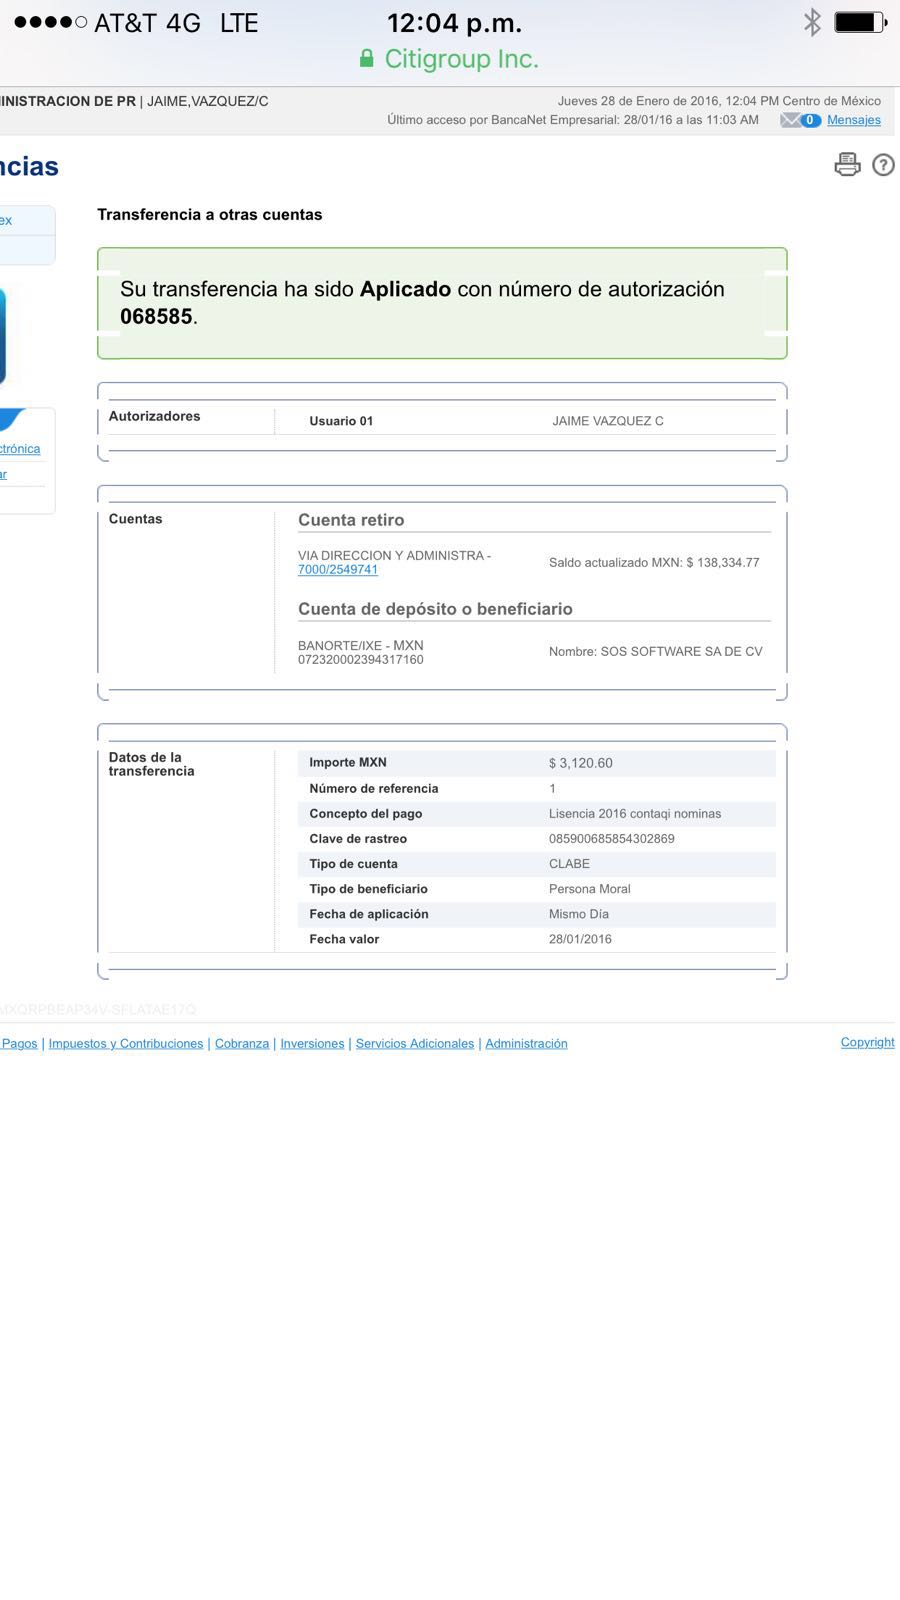 AT&T 4G LTE 12:04 p.m.
Citigroup Inc.
INISTRACION DE PR | JAIME,VAZQUEZ/C
Jueves 28 de Enero de 2016, 12:04 PM Centro de México
Último acceso por BancaNet Empresarial: 28/01/16 a las 11:03 AM 0 Mensajes
ncias
?
ex
Transferencia a otras cuentas
Su transferencia ha sido Aplicado con número de autorización
068585.
Autorizadores Usuario 01 JAIME VAZQUEZ C
ctrónica
ar
Cuentas Cuenta retiro
VIA DIRECCION Y ADMINISTRA -
7000/2549741
Saldo actualizado MXN: $ 138,334.77
Cuenta de depósito o beneficiario
BANORTE/IXE - MXN
072320002394317160
Nombre: SOS SOFTWARE SA DE CV
Datos de la
transferencia
Importe MXN $ 3,120.60
Número de referencia 1
Concepto del pago Lisencia 2016 contaqi nominas
Clave de rastreo 085900685854302869
Tipo de cuenta CLABE
Tipo de beneficiario Persona Moral
Fecha de aplicación Mismo Día
Fecha valor 28/01/2016
MXQRPBEAP34V-SFLATAE17Q
Pagos | Impuestos y Contribuciones | Cobranza | Inversiones | Servicios Adicionales | Administración Copyright